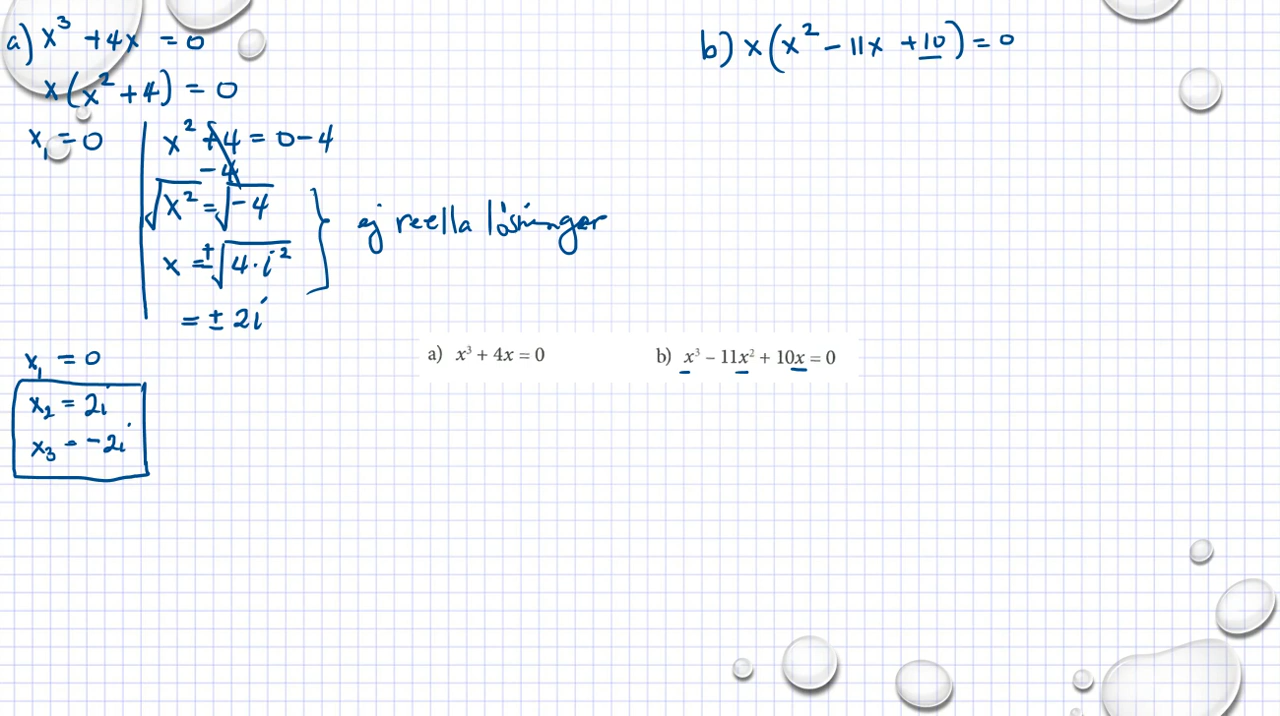 a) x³ + 4x = 0
x(x² + 4) = 0
x₁ = 0
x² + 4 = 0 - 4
- 4
√x² = √-4
x = ±√4·i²
= ± 2i
} ej reella lösningar
x₁ = 0
x₂ = 2i
x₃ = -2i
b) x(x² - 11x + 10) = 0
a) x³ + 4x = 0
b) x³ − 11x² + 10x = 0